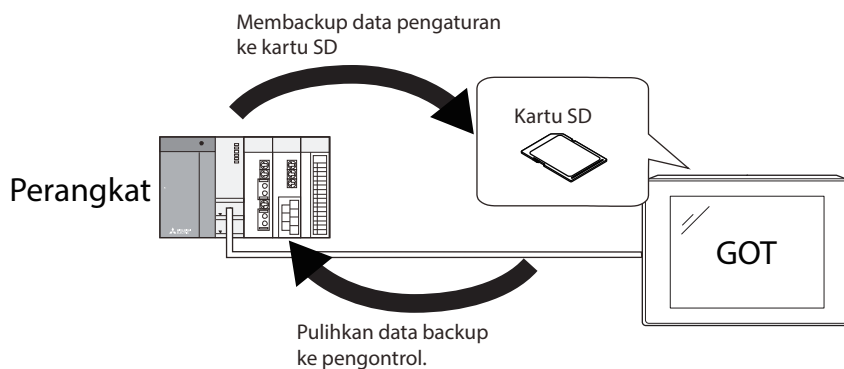 Membackup data pengaturan
ke kartu SD
Kartu SD
Perangkat
GOT
Pulihkan data backup
ke pengontrol.